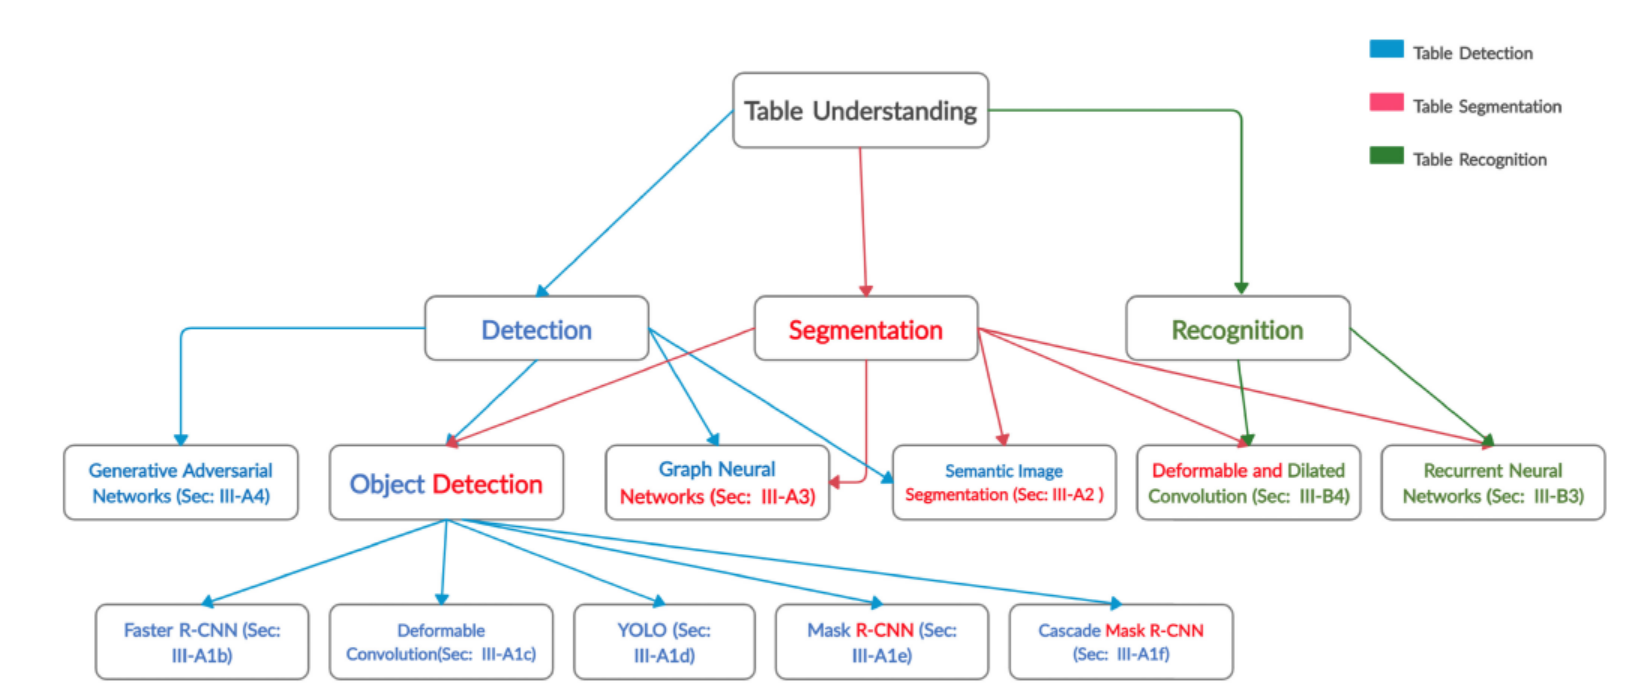 Table Detection
Table Segmentation
Table Recognition
Table Understanding
Detection
Segmentation
Recognition
Generative Adversarial
Networks (Sec: III-A4)
Object Detection
Graph Neural
Networks (Sec: III-A3)
Semantic Image
Segmentation (Sec: III-A2 )
Deformable and Dilated
Convolution (Sec: III-B4)
Recurrent Neural
Networks (Sec: III-B3)
Faster R-CNN (Sec:
III-A1b)
Deformable
Convolution(Sec: III-A1c)
YOLO (Sec:
III-A1d)
Mask R-CNN (Sec:
III-A1e)
Cascade Mask R-CNN
(Sec: III-A1f)